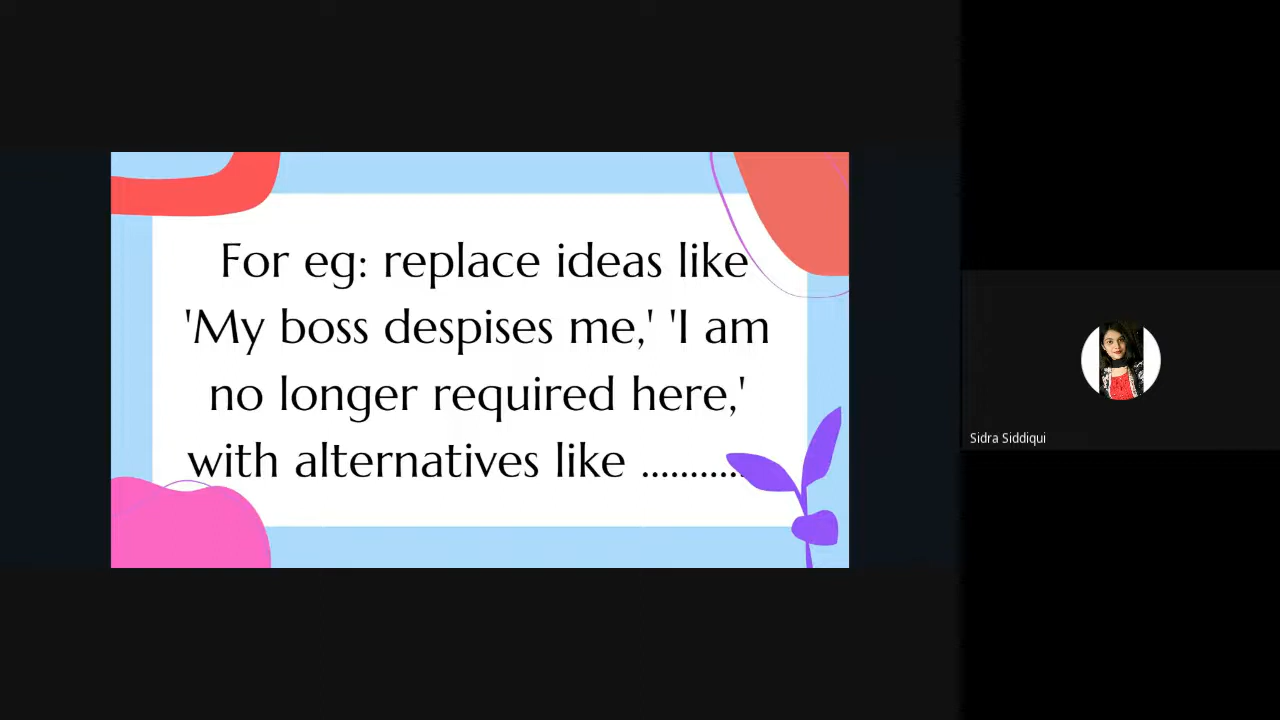 For eg: replace ideas like
'My boss despises me,' 'I am
no longer required here,'
with alternatives like ...........
Sidra Siddiqui